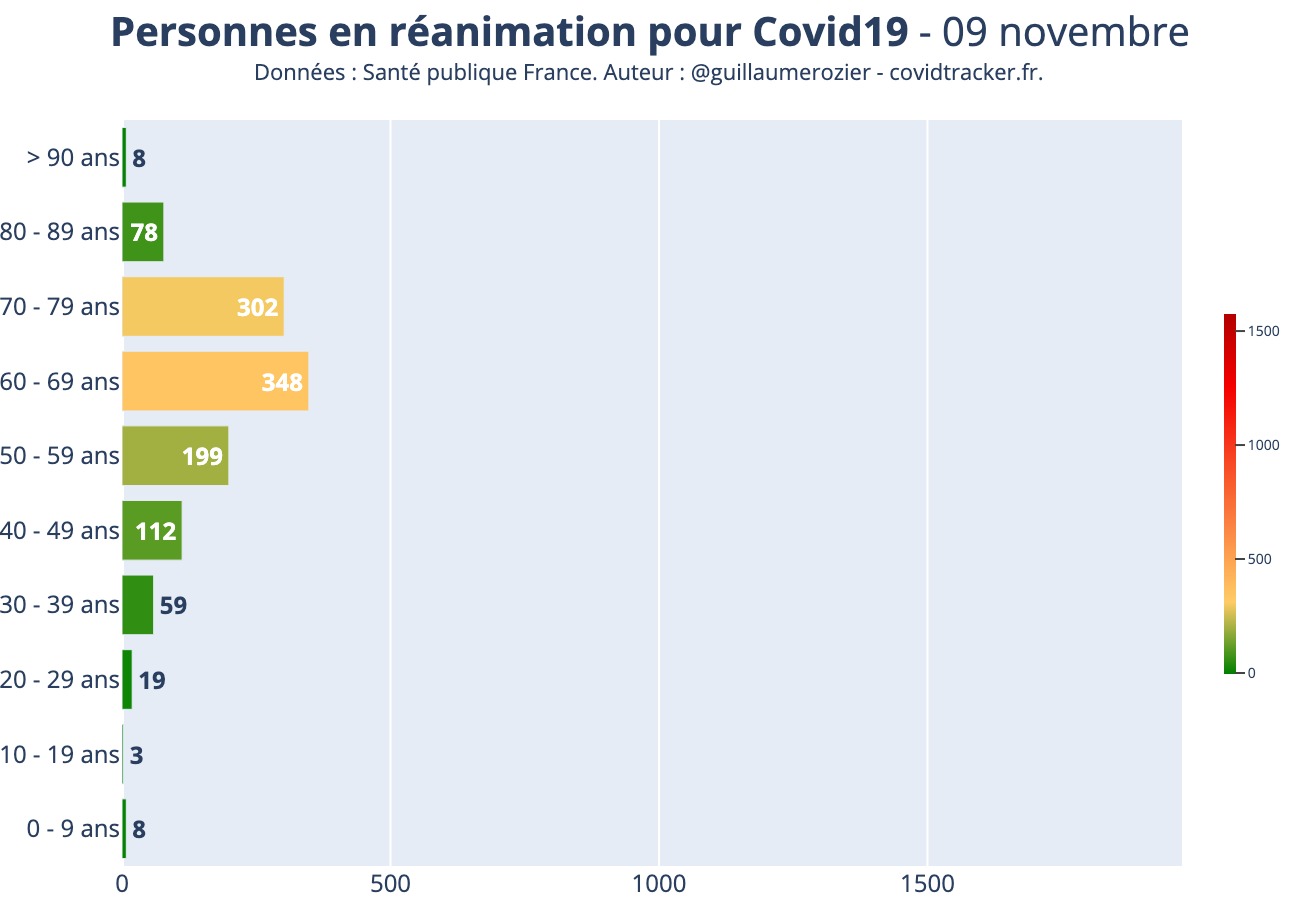 Personnes en réanimation pour Covid19 - 09 novembre
Données : Santé publique France. Auteur : @guillaumerozier - covidtracker.fr.
> 90 ans 8
80 - 89 ans 78
70 - 79 ans 302
60 - 69 ans 348
50 - 59 ans 199
40 - 49 ans 112
30 - 39 ans 59
20 - 29 ans 19
10 - 19 ans 3
0 - 9 ans 8
0 500 1000 1500
1500
1000
500
0